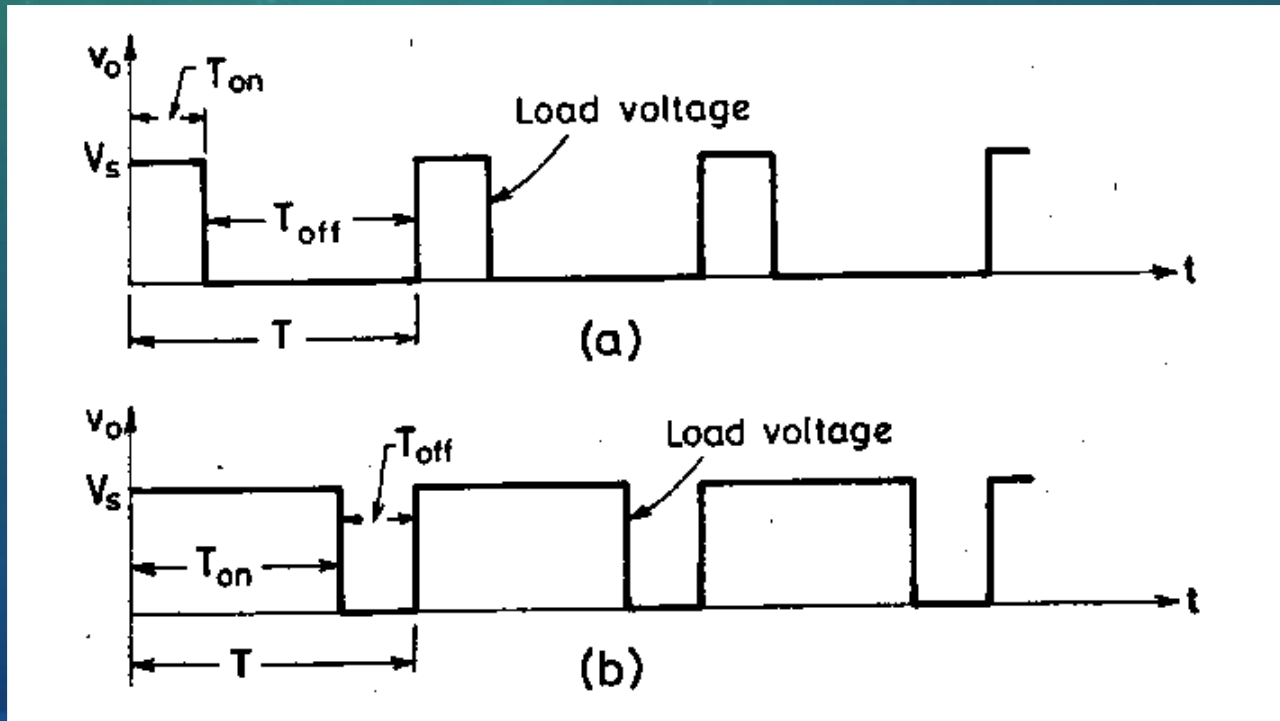 v₀
Tₒₙ
Load voltage
Vₛ
Tₒff
t
T
(a)
v₀
Tₒff
Load voltage
Vₛ
Tₒₙ
t
T
(b)